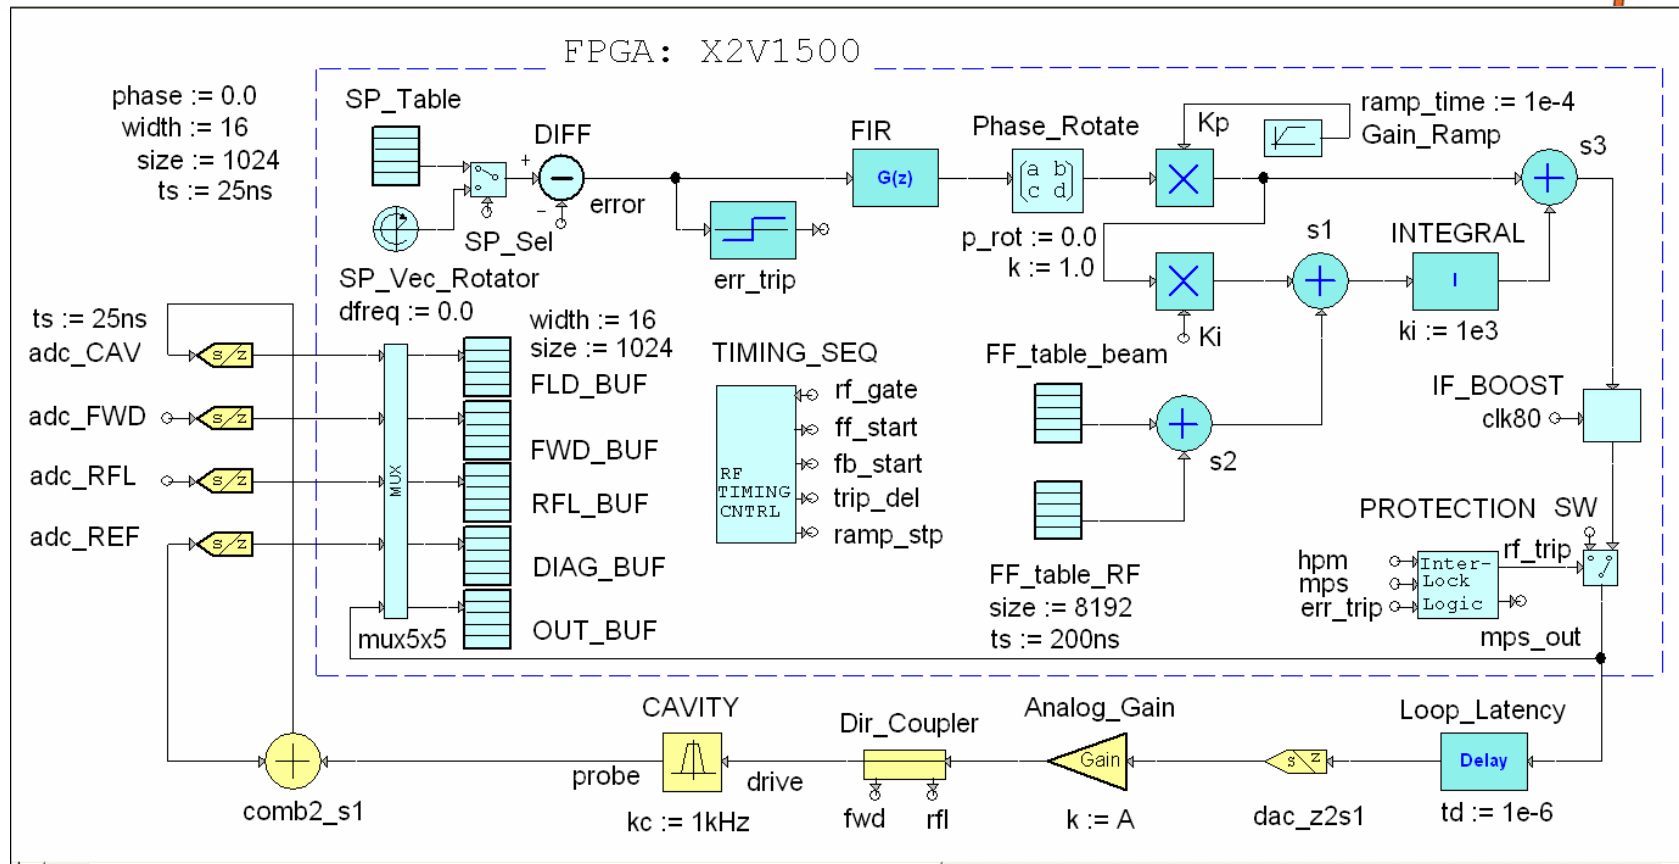 FPGA: X2V1500
phase := 0.0
width := 16
size := 1024
ts := 25ns
SP_Table
DIFF
+
−
−
error
SP_Sel
SP_Vec_Rotator
dfreq := 0.0
err_trip
FIR
G(z)
Phase_Rotate
(a b
c d)
p_rot := 0.0
k := 1.0
Kp
×
ramp_time := 1e-4
Gain_Ramp
s3
+
×
Ki
s1
+
INTEGRAL
I
ki := 1e3
ts := 25ns
adc_CAV
s/z
adc_FWD
s/z
adc_RFL
s/z
adc_REF
s/z
MUX
mux5x5
width := 16
size := 1024
FLD_BUF
FWD_BUF
RFL_BUF
DIAG_BUF
OUT_BUF
TIMING_SEQ
RF
TIMING
CNTRL
rf_gate
ff_start
fb_start
trip_del
ramp_stp
FF_table_beam
+
s2
FF_table_RF
size := 8192
ts := 200ns
IF_BOOST
clk80
PROTECTION
SW
rf_trip
hpm
mps
err_trip
Inter-
Lock
Logic
mps_out
CAVITY
probe
drive
kc := 1kHz
Dir_Coupler
fwd
rfl
Analog_Gain
Gain
k := A
s z
dac_z2s1
Loop_Latency
Delay
td := 1e-6
+
comb2_s1